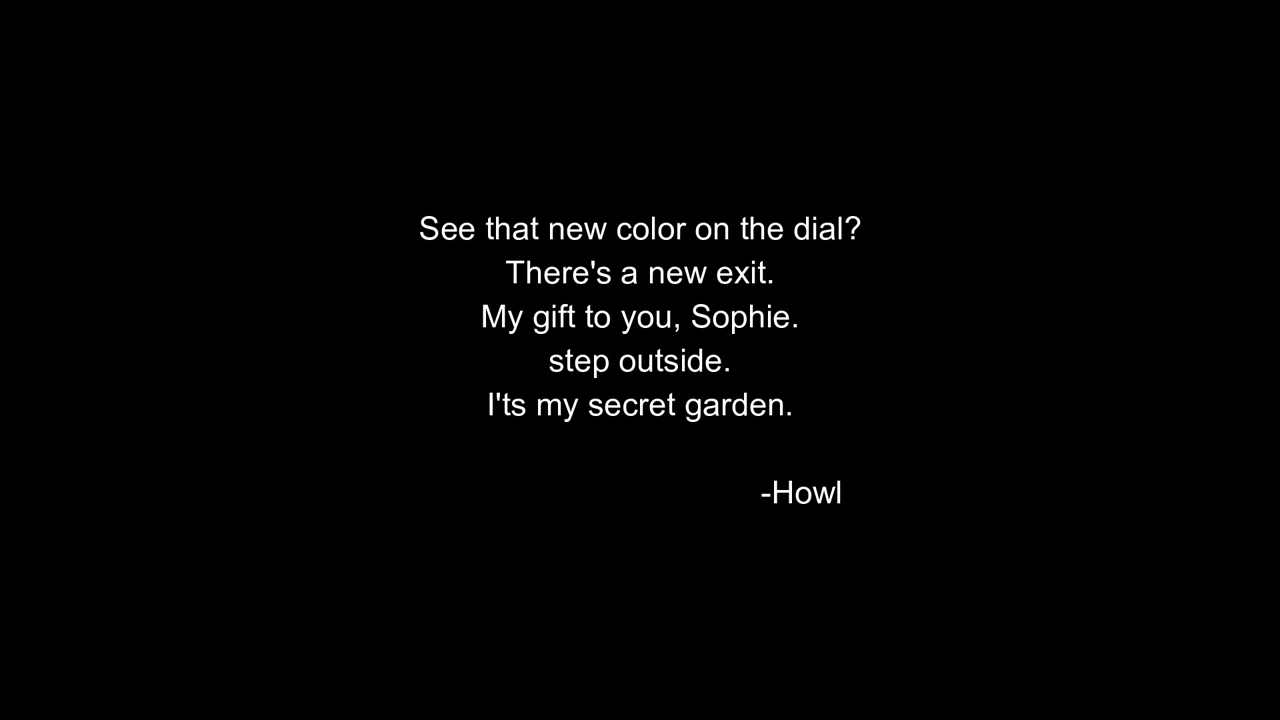 See that new color on the dial?
There's a new exit.
My gift to you, Sophie.
step outside.
I'ts my secret garden.
-Howl